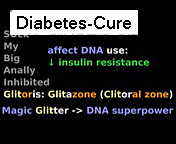 Diabetes-Cure
Suck
My
Big
Anally
Inhibited
affect DNA use:
↓ insulin resistance
Glitoris: Glitazone (Clitoral zone)
Magic Glitter -> DNA superpower